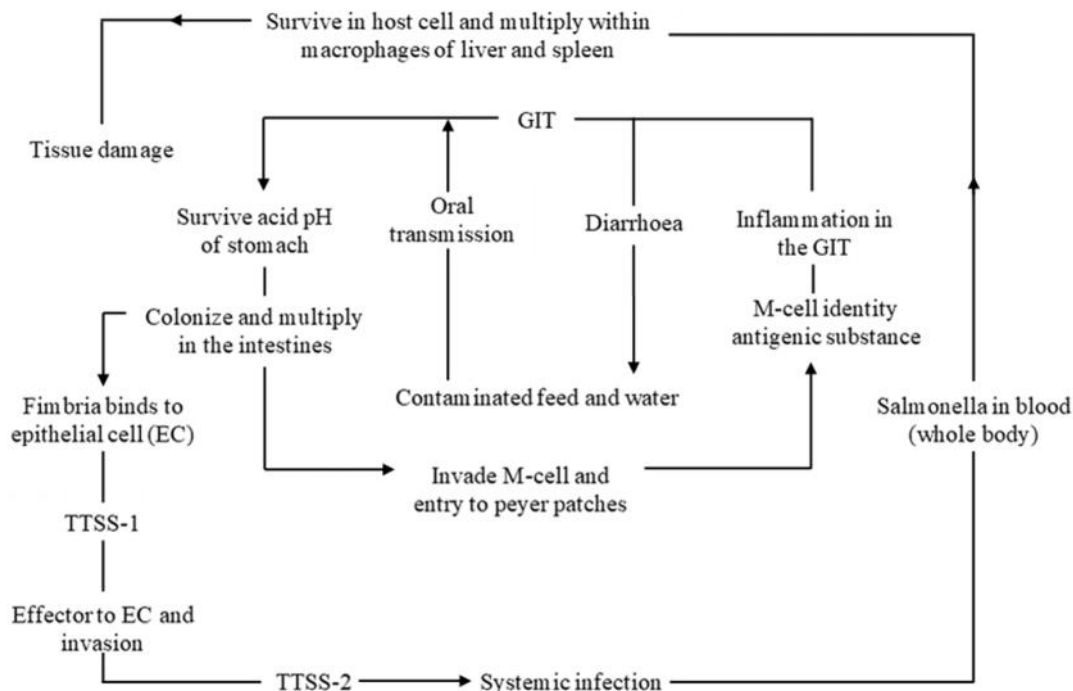 Survive in host cell and multiply within
macrophages of liver and spleen
GIT
Tissue damage
Survive acid pH
of stomach
Oral
transmission
Diarrhoea
Inflammation in
the GIT
Colonize and multiply
in the intestines
M-cell identity
antigenic substance
Contaminated feed and water
Fimbria binds to
epithelial cell (EC)
Salmonella in blood
(whole body)
Invade M-cell and
entry to peyer patches
TTSS-1
Effector to EC and
invasion
TTSS-2
Systemic infection